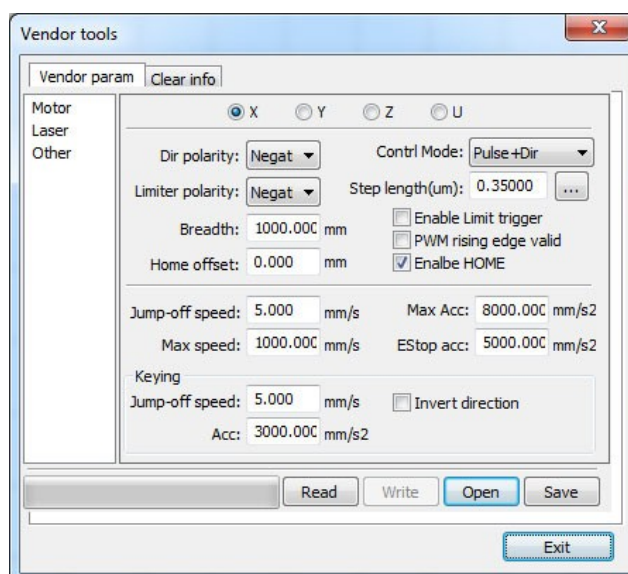 Vendor tools
Vendor param Clear info
Motor
Laser
Other
X Y Z U
Dir polarity: Negat Contrl Mode: Pulse+Dir
Limiter polarity: Negat Step length(um): 0.35000 ...
Enable Limit trigger
Breadth: 1000.000 mm
PWM rising edge valid
Home offset: 0.000 mm Enalbe HOME
Jump-off speed: 5.000 mm/s Max Acc: 8000.000 mm/s2
Max speed: 1000.000 mm/s EStop acc: 5000.000 mm/s2
Keying
Jump-off speed: 5.000 mm/s Invert direction
Acc: 3000.000 mm/s2
Read Write Open Save
Exit